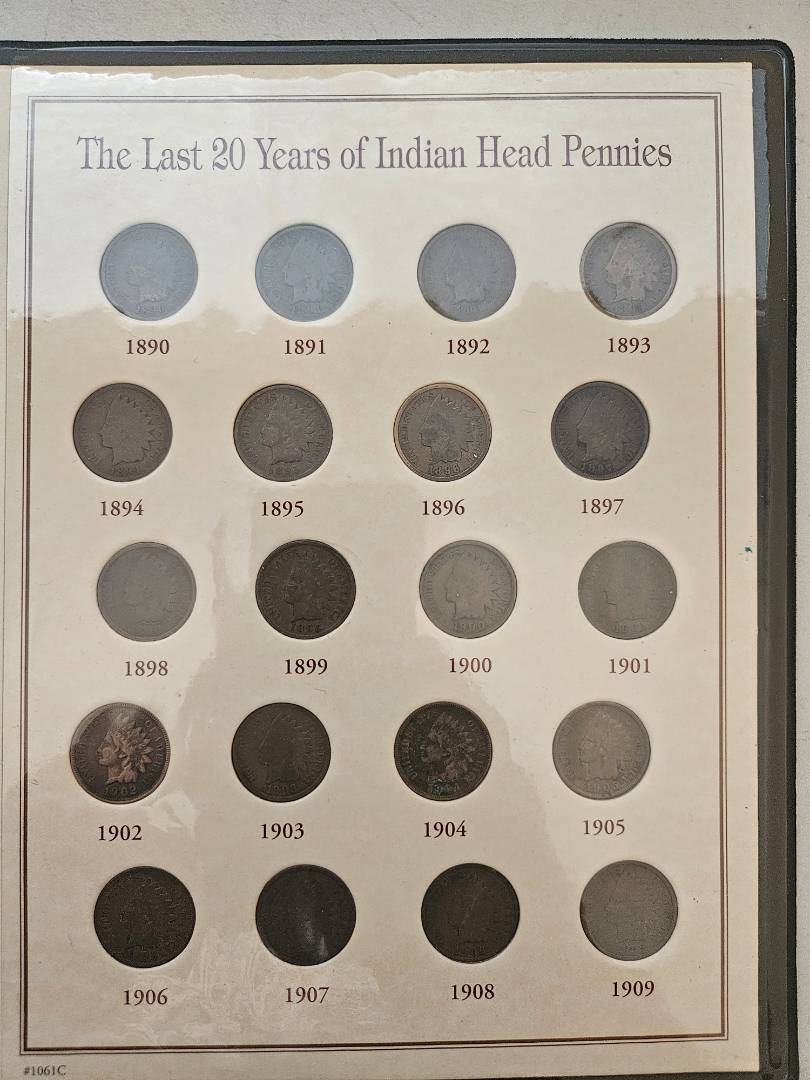 The Last 20 Years of Indian Head Pennies
1890 1891 1892 1893
1894 1895 1896 1897
1898 1899 1900 1901
1902 1903 1904 1905
1906 1907 1908 1909
#1061C